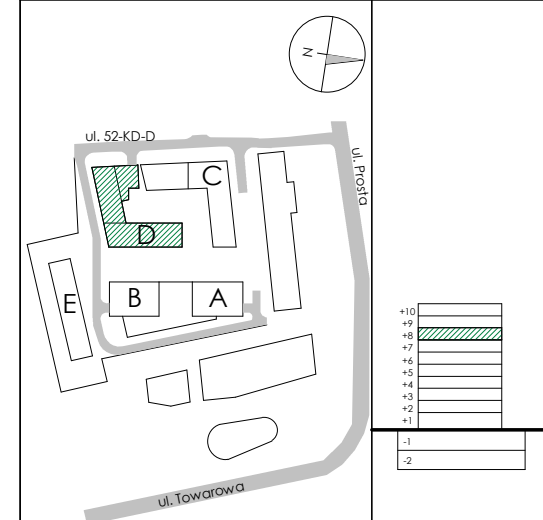 N
ul. 52-KD-D
ul. Prosta
C
D
E
B
A
ul. Towarowa
+10
+9
+8
+7
+6
+5
+4
+3
+2
+1
-1
-2